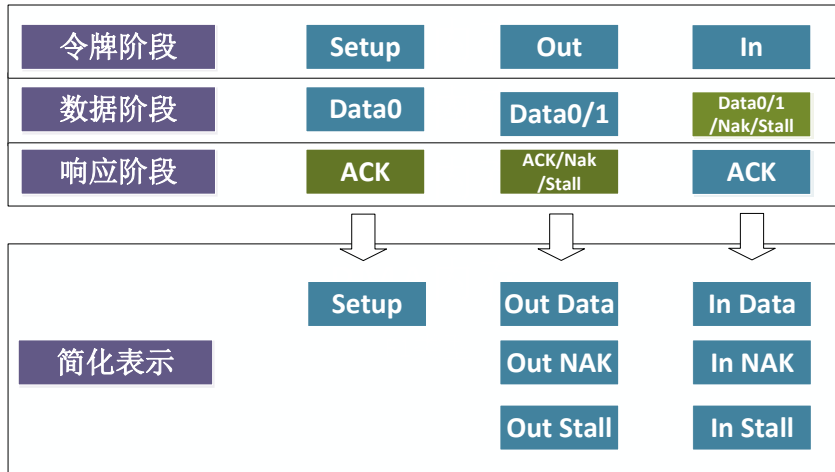 令牌阶段
Setup
Out
In
数据阶段
Data0
Data0/1
Data0/1
/Nak/Stall
响应阶段
ACK
ACK/Nak
/Stall
ACK
Setup
Out Data
In Data
简化表示
Out NAK
In NAK
Out Stall
In Stall